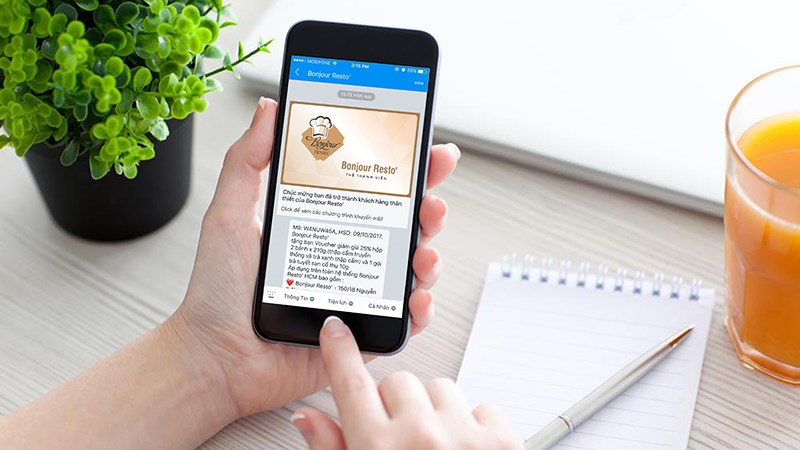 MOBIFONE
3:15 PM
83%
Bonjour Resto'
Bonjour
Bonjour Resto'
THẺ THÀNH VIÊN
Chúc mừng bạn đã trở thành khách hàng thân
thiết của Bonjour Resto'
Click để xem các chương trình khuyến mãi!
Mã: W4NUW45A, HSD: 09/10/2017.
Bonjour Resto'
tặng bạn Voucher giảm giá 25% hộp
2 bánh x 210g (thập cẩm truyền
thống và trà xanh thập cẩm) và 1 gói
trà tuyết san cổ thụ 10g
Áp dụng trên toàn hệ thống Bonjour
Resto' HCM bao gồm :
❤️ Bonjour Resto' - 150/18 Nguyễn
Thông Tin
Tiện ích
Cá Nhân